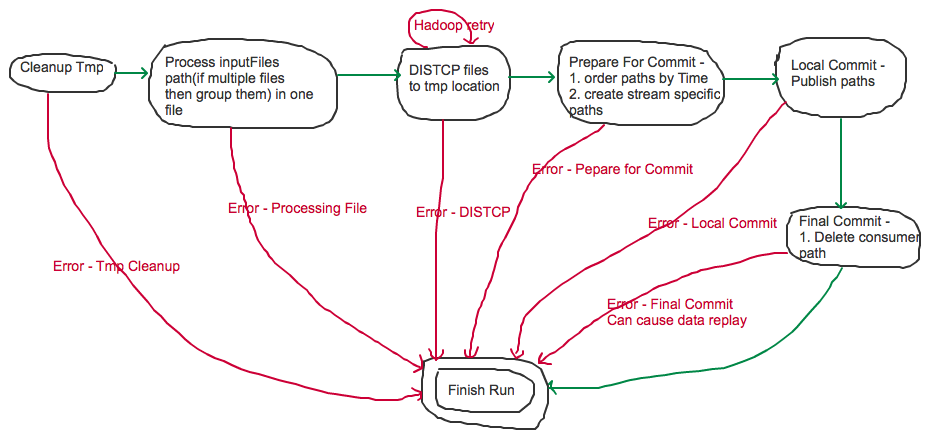 Hadoop retry
Cleanup Tmp
Process inputFiles
path(if multiple files
then group them) in one
file
DISTCP files
to tmp location
Prepare For Commit -
1. order paths by Time
2. create stream specific
paths
Local Commit -
Publish paths
Error - Pepare for Commit
Error - Processing File
Error - DISTCP
Error - Local Commit
Final Commit -
1. Delete consumer
path
Error - Tmp Cleanup
Error - Final Commit
Can cause data replay
Finish Run